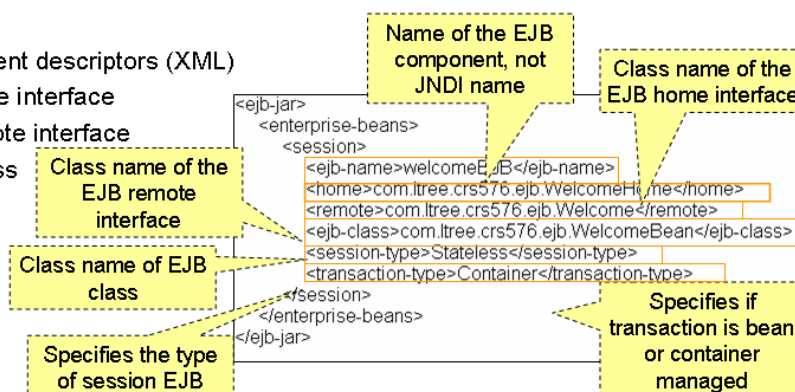 Name of the EJB
component, not
JNDI name
Class name of the
EJB home interface
ent descriptors (XML)
e interface
ote interface
ss
Class name of the
EJB remote
interface
Class name of EJB
class
Specifies the type
of session EJB
<ejb-jar>
<enterprise-beans>
<session>
<ejb-name>welcomeEJB</ejb-name>
<home>com.ltree.crs576.ejb.WelcomeHome</home>
<remote>com.ltree.crs576.ejb.Welcome</remote>
<ejb-class>com.ltree.crs576.ejb.WelcomeBean</ejb-class>
<session-type>Stateless</session-type>
<transaction-type>Container</transaction-type>
</session>
</enterprise-beans>
</ejb-jar>
Specifies if
transaction is bean
or container
managed